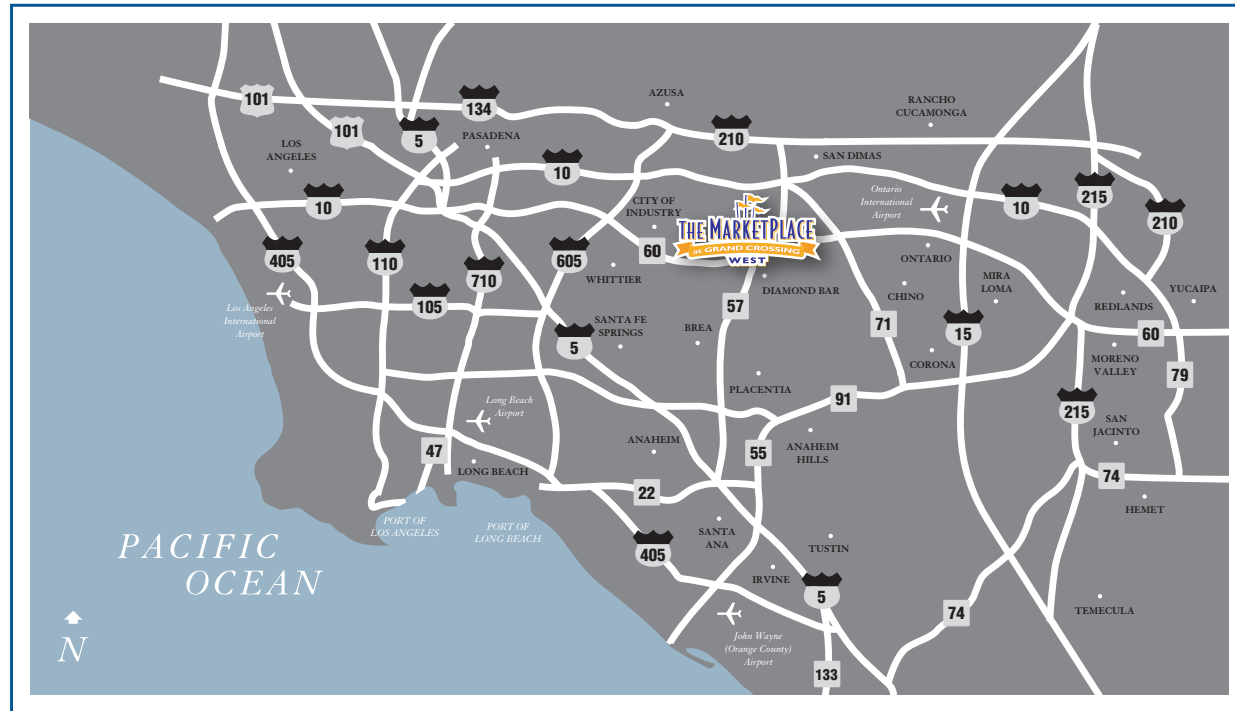 101
134
AZUSA
RANCHO
CUCAMONGA
101
5
PASADENA
210
LOS
ANGELES
10
SAN DIMAS
10
CITY OF
INDUSTRY
Ontario
International
Airport
10
215
210
THE MARKETPLACE
at GRAND CROSSING
WEST
405
110
710
605
60
WHITTIER
DIAMOND BAR
ONTARIO
CHINO
MIRA
LOMA
REDLANDS
YUCAIPA
Los Angeles
International
Airport
105
SANTA FE
SPRINGS
5
BREA
57
71
15
60
CORONA
MORENO
VALLEY
79
PLACENTIA
91
215
SAN
JACINTO
Long Beach
Airport
47
LONG BEACH
ANAHEIM
55
ANAHEIM
HILLS
74
HEMET
22
PORT OF
LOS ANGELES
PORT OF
LONG BEACH
SANTA
ANA
405
TUSTIN
IRVINE
5
74
TEMECULA
PACIFIC
OCEAN
N
John Wayne
(Orange County)
Airport
133